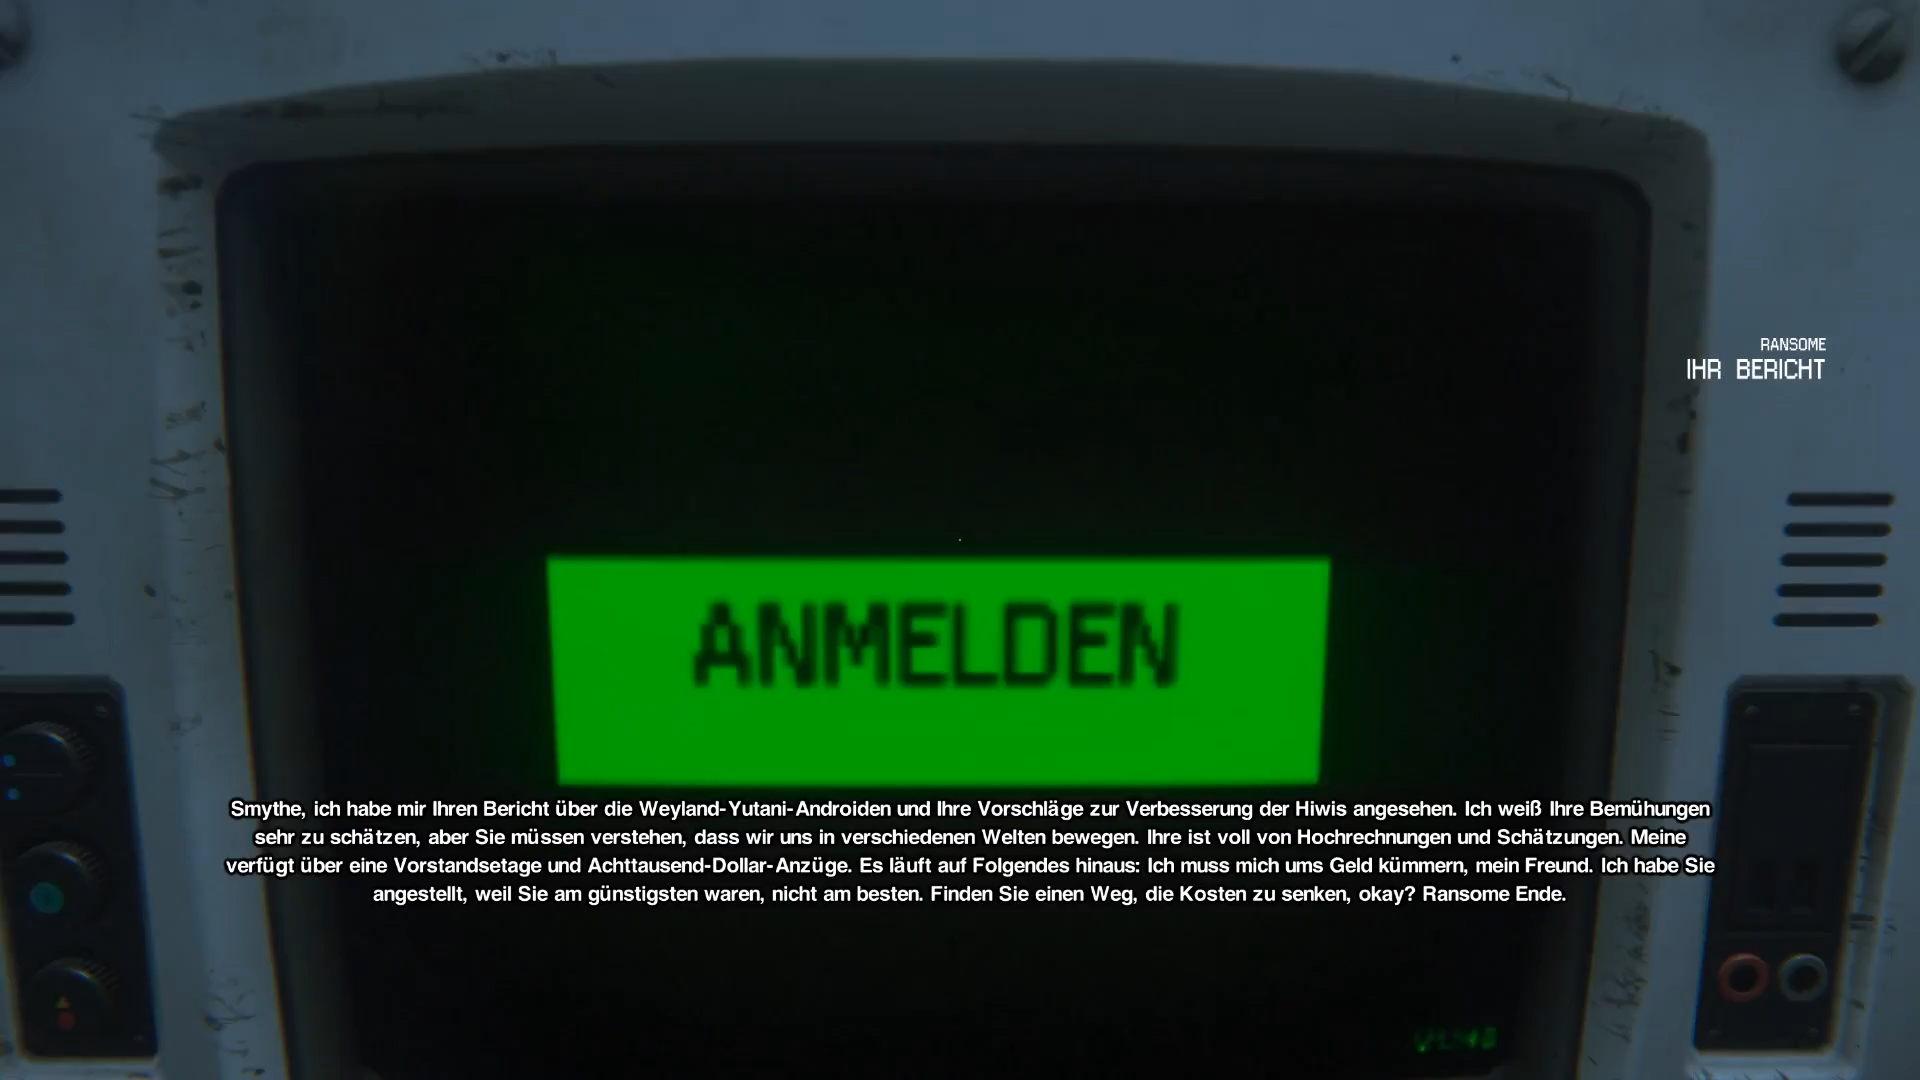 RANSOME
IHR BERICHT
ANMELDEN
Smythe, ich habe mir Ihren Bericht über die Weyland-Yutani-Androiden und Ihre Vorschläge zur Verbesserung der Hiwis angesehen. Ich weiß Ihre Bemühungen
sehr zu schätzen, aber Sie müssen verstehen, dass wir uns in verschiedenen Welten bewegen. Ihre ist voll von Hochrechnungen und Schätzungen. Meine
verfügt über eine Vorstandsetage und Achttausend-Dollar-Anzüge. Es läuft auf Folgendes hinaus: Ich muss mich ums Geld kümmern, mein Freund. Ich habe Sie
angestellt, weil Sie am günstigsten waren, nicht am besten. Finden Sie einen Weg, die Kosten zu senken, okay? Ransome Ende.